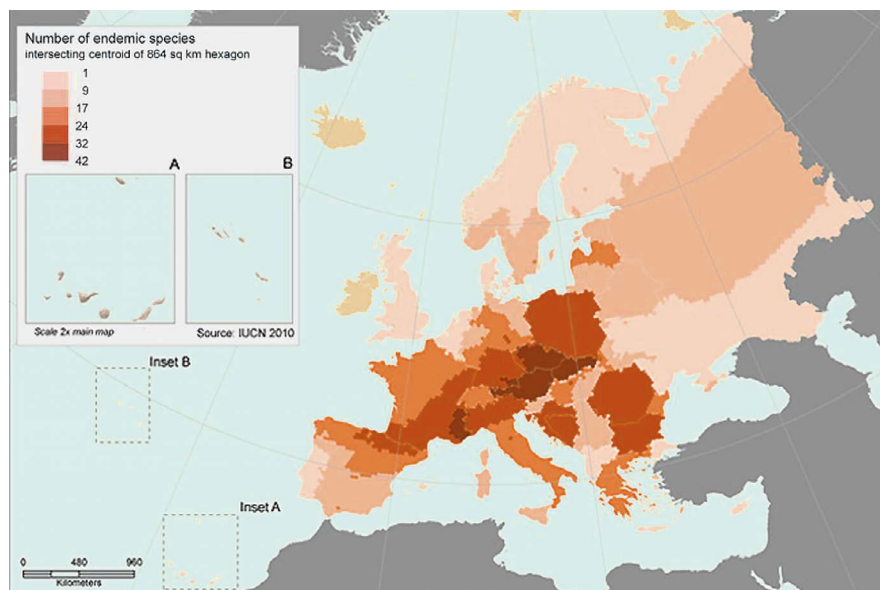 Number of endemic species
intersecting centroid of 864 sq km hexagon
1
9
17
24
32
42
A
B
Scale 2x main map
Source: IUCN 2010
Inset B
Inset A
0 480 960
Kilometers